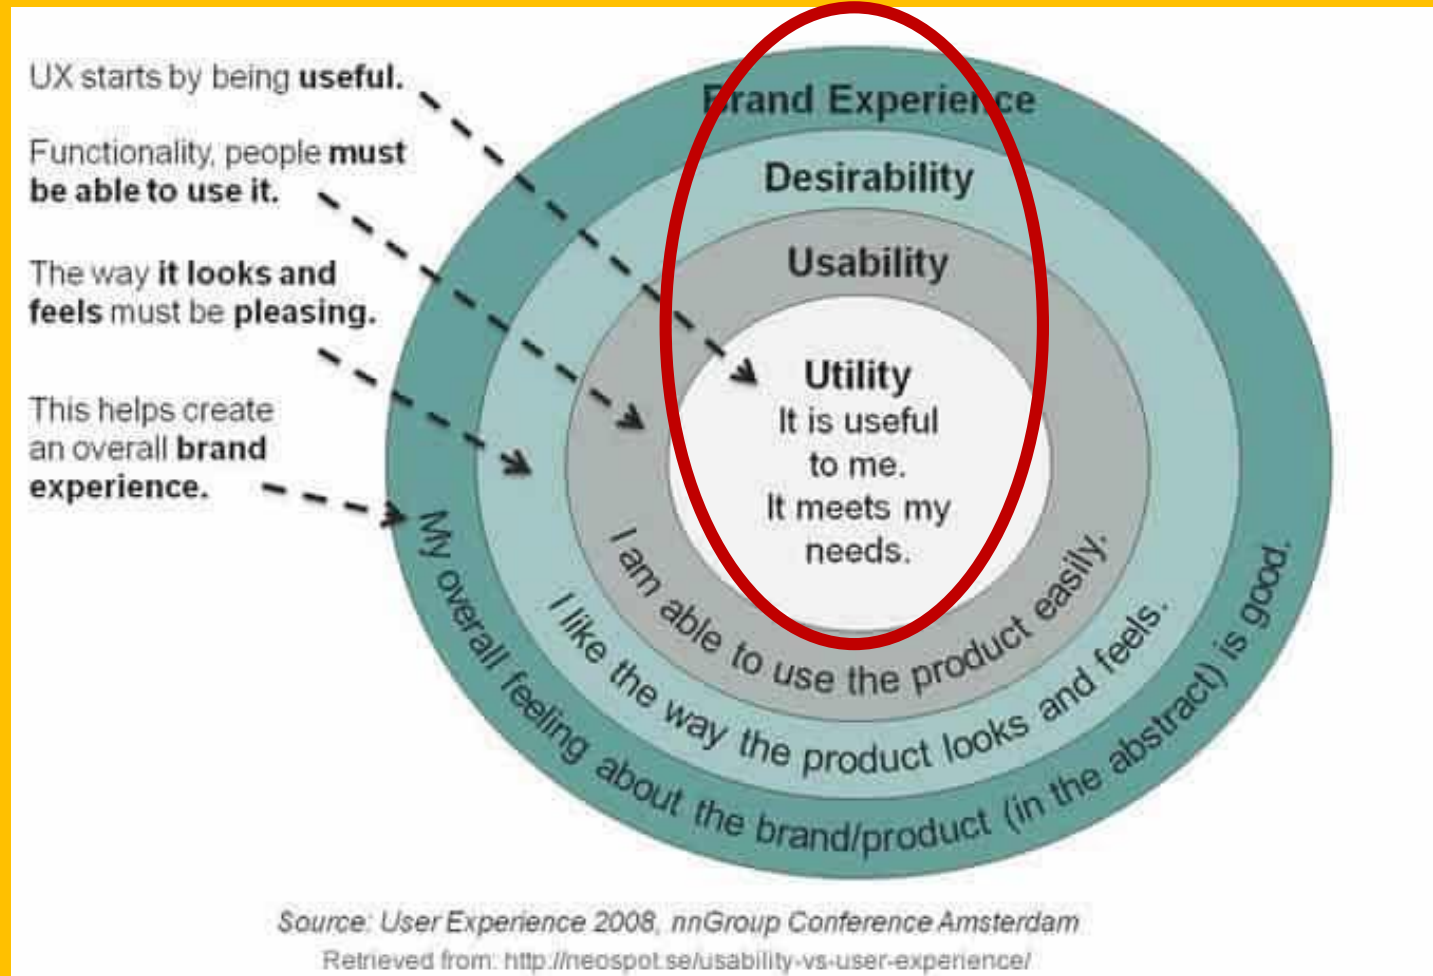 UX starts by being useful.
Functionality, people must
be able to use it.
The way it looks and
feels must be pleasing.
This helps create
an overall brand
experience.
Brand Experience
Desirability
Usability
Utility
It is useful
to me.
It meets my
needs.
I am able to use the product easily.
I like the way the product looks and feels.
My overall feeling about the brand/product (in the abstract) is good.
Source: User Experience 2008, nnGroup Conference Amsterdam
Retrieved from: http://neospot.se/usability-vs-user-experience/